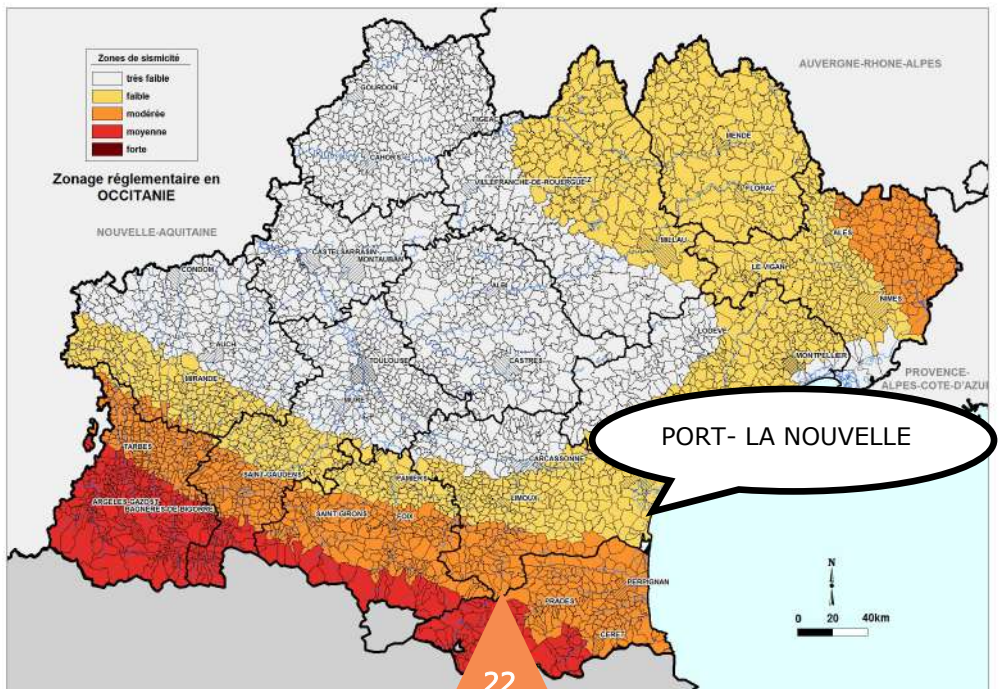 Zones de sismicité
très faible
faible
modérée
moyenne
forte
Zonage réglementaire en
OCCITANIE
AUVERGNE-RHONE-ALPES
NOUVELLE-AQUITAINE
PROVENCE-
ALPES-COTE-D'AZU
GOURDON
FIGEAC
CAHORS
MENDE
VILLEFRANCHE-DE-ROUERGUE
FLORAC
MILLAU
ALES
LE VIGAN
CASTELSARRASIN
MONTAUBAN
CONDOM
NIMES
ALBI
LODEVE
AUCH
TOULOUSE
CASTRES
MONTPELLIER
MIRANDE
MURET
PORT- LA NOUVELLE
TARBES
CARCASSONNE
SAINT-GAUDENS
PAMIERS
LIMOUX
ARGELES-GAZOST
BAGNERES-DE-BIGORRE
SAINT-GIRONS
FOIX
PERPIGNAN
PRADES
CERET
N
0 20 40km
22